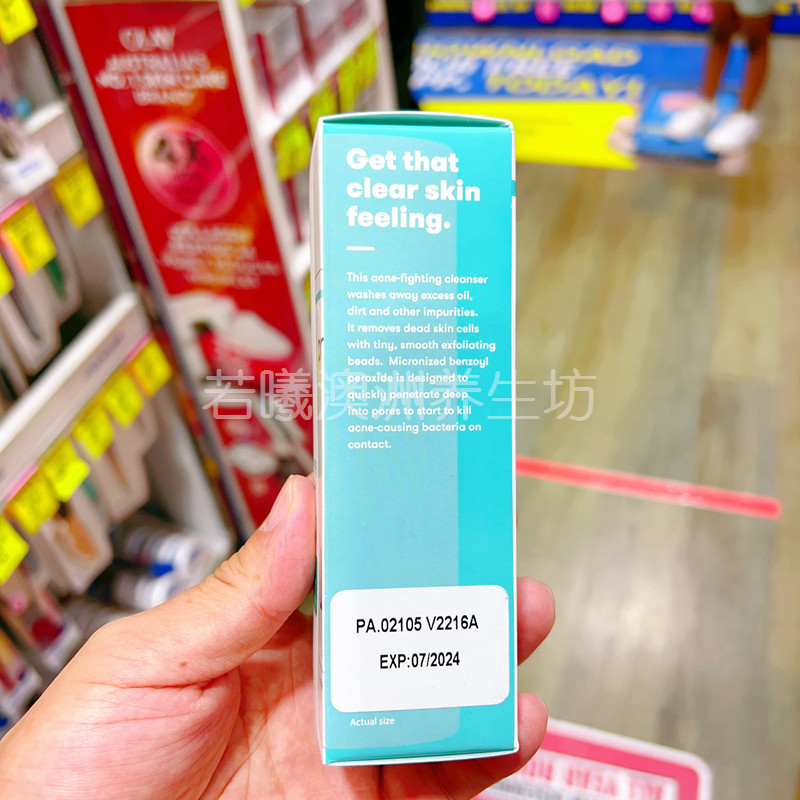 OLAY
AUSTRALIA'S
4X
Get that
clear skin
feeling.
This acne-fighting cleanser
washes away excess oil,
dirt and other impurities.
It removes dead skin cells
with tiny, smooth exfoliating
beads. Micronized benzoyl
peroxide is designed to
quickly penetrate deep
into pores to start to kill
acne-causing bacteria on
contact.
若曦澳洲养生坊
PA.02105 V2216A
EXP:07/2024
Actual size